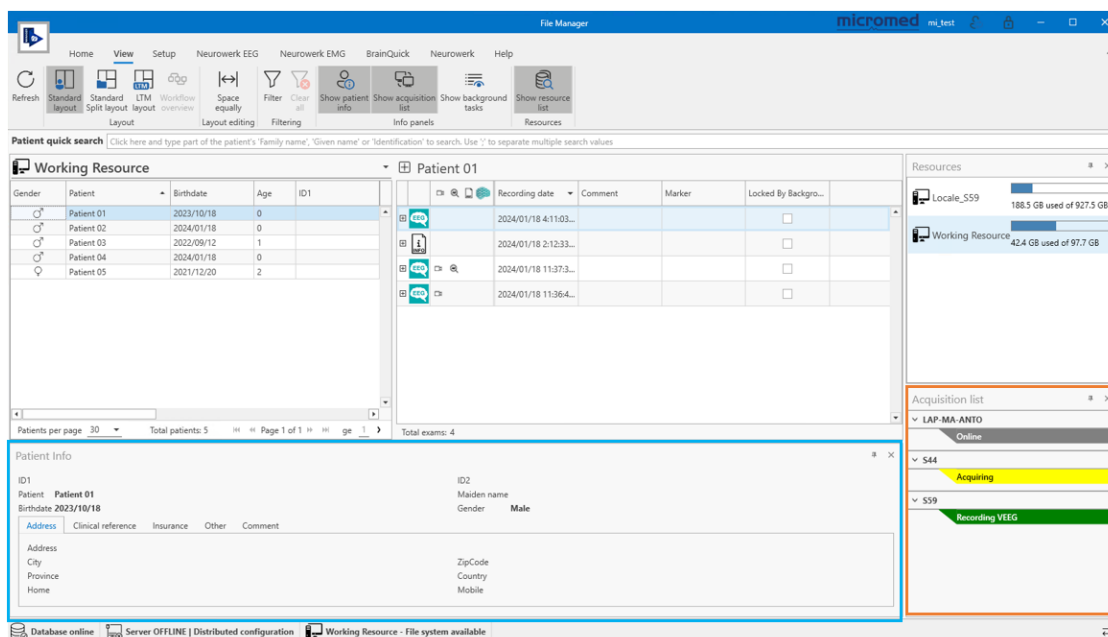 File Manager
micromed mi_test
Home View Setup Neurowerk EEG Neurowerk EMG BrainQuick Neurowerk Help
Refresh Standard layout Standard Split layout LTM layout Workflow overview Space equally Filter Clear all Show patient info Show acquisition list Show background tasks Show resource list
Layout Layout editing Filtering Info panels Resources
Patient quick search Click here and type part of the patient's 'Family name', 'Given name' or 'Identification' to search. Use ';' to separate multiple search values
Working Resource
Gender Patient Birthdate Age ID1
Patient 01 2023/10/18 0
Patient 02 2024/01/18 0
Patient 03 2022/09/12 1
Patient 04 2024/01/18 0
Patient 05 2021/12/20 2
Patients per page 30 Total patients: 5 Page 1 of 1 ge 1
Patient 01
Recording date Comment Marker Locked By Backgro...
EEG 2024/01/18 4:11:03...
INFO 2024/01/18 2:12:33...
EEG 2024/01/18 11:37:3...
EEG 2024/01/18 11:36:4...
Total exams: 4
Resources
Locale_S59
188.5 GB used of 927.5 GB
Working Resource
42.4 GB used of 97.7 GB
Acquisition list
LAP-MA-ANTO
Online
S44
Acquiring
S59
Recording VEEG
Patient Info
ID1 ID2
Patient Patient 01 Maiden name
Birthdate 2023/10/18 Gender Male
Address Clinical reference Insurance Other Comment
Address
City ZipCode
Province Country
Home Mobile
Database online Server OFFLINE | Distributed configuration Working Resource - File system available